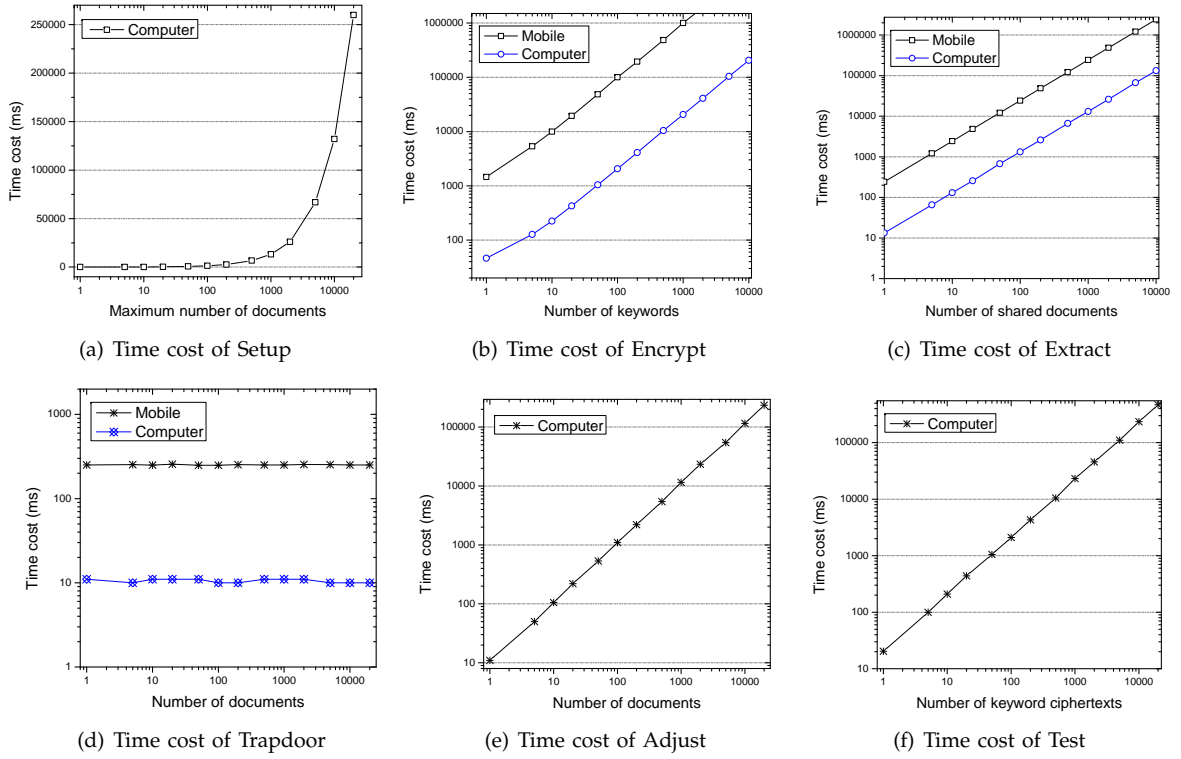 Computer
250000
200000
150000
100000
50000
0
Time cost (ms)
1 10 100 1000 10000
Maximum number of documents
(a) Time cost of Setup
Mobile
Computer
1000000
100000
10000
1000
100
Time cost (ms)
1 10 100 1000 10000
Number of keywords
(b) Time cost of Encrypt
Mobile
Computer
1000000
100000
10000
1000
100
10
1
Time cost (ms)
1 10 100 1000 10000
Number of shared documents
(c) Time cost of Extract
Mobile
Computer
1000
100
10
1
Time cost (ms)
1 10 100 1000 10000
Number of documents
(d) Time cost of Trapdoor
Computer
100000
10000
1000
100
10
Time cost (ms)
1 10 100 1000 10000
Number of documents
(e) Time cost of Adjust
Computer
100000
10000
1000
100
10
Time cost (ms)
1 10 100 1000 10000
Number of keyword ciphertexts
(f) Time cost of Test